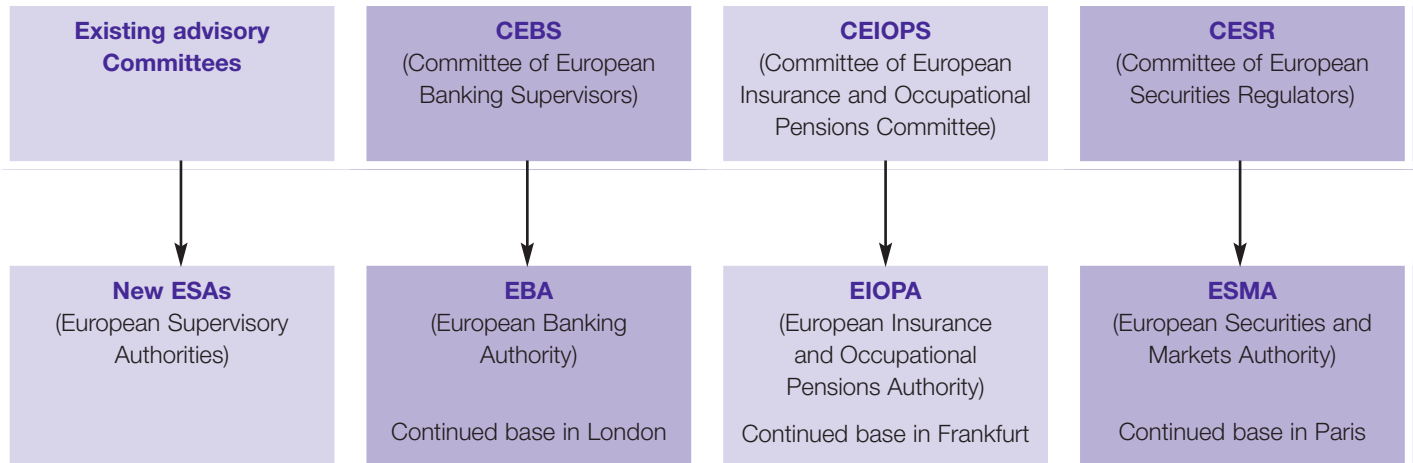 Existing advisory
Committees
CEBS
(Committee of European
Banking Supervisors)
CEIOPS
(Committee of European
Insurance and Occupational
Pensions Committee)
CESR
(Committee of European
Securities Regulators)
New ESAs
(European Supervisory
Authorities)
EBA
(European Banking
Authority)
Continued base in London
EIOPA
(European Insurance
and Occupational
Pensions Authority)
Continued base in Frankfurt
ESMA
(European Securities and
Markets Authority)
Continued base in Paris